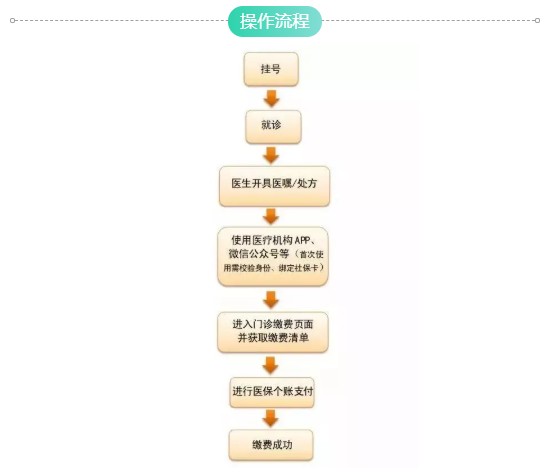 操作流程
挂号
就诊
医生开具医嘱/处方
使用医疗机构 APP、
微信公众号等（首次使
用需校验身份、绑定社保卡）
进入门诊缴费页面
并获取缴费清单
进行医保个账支付
缴费成功